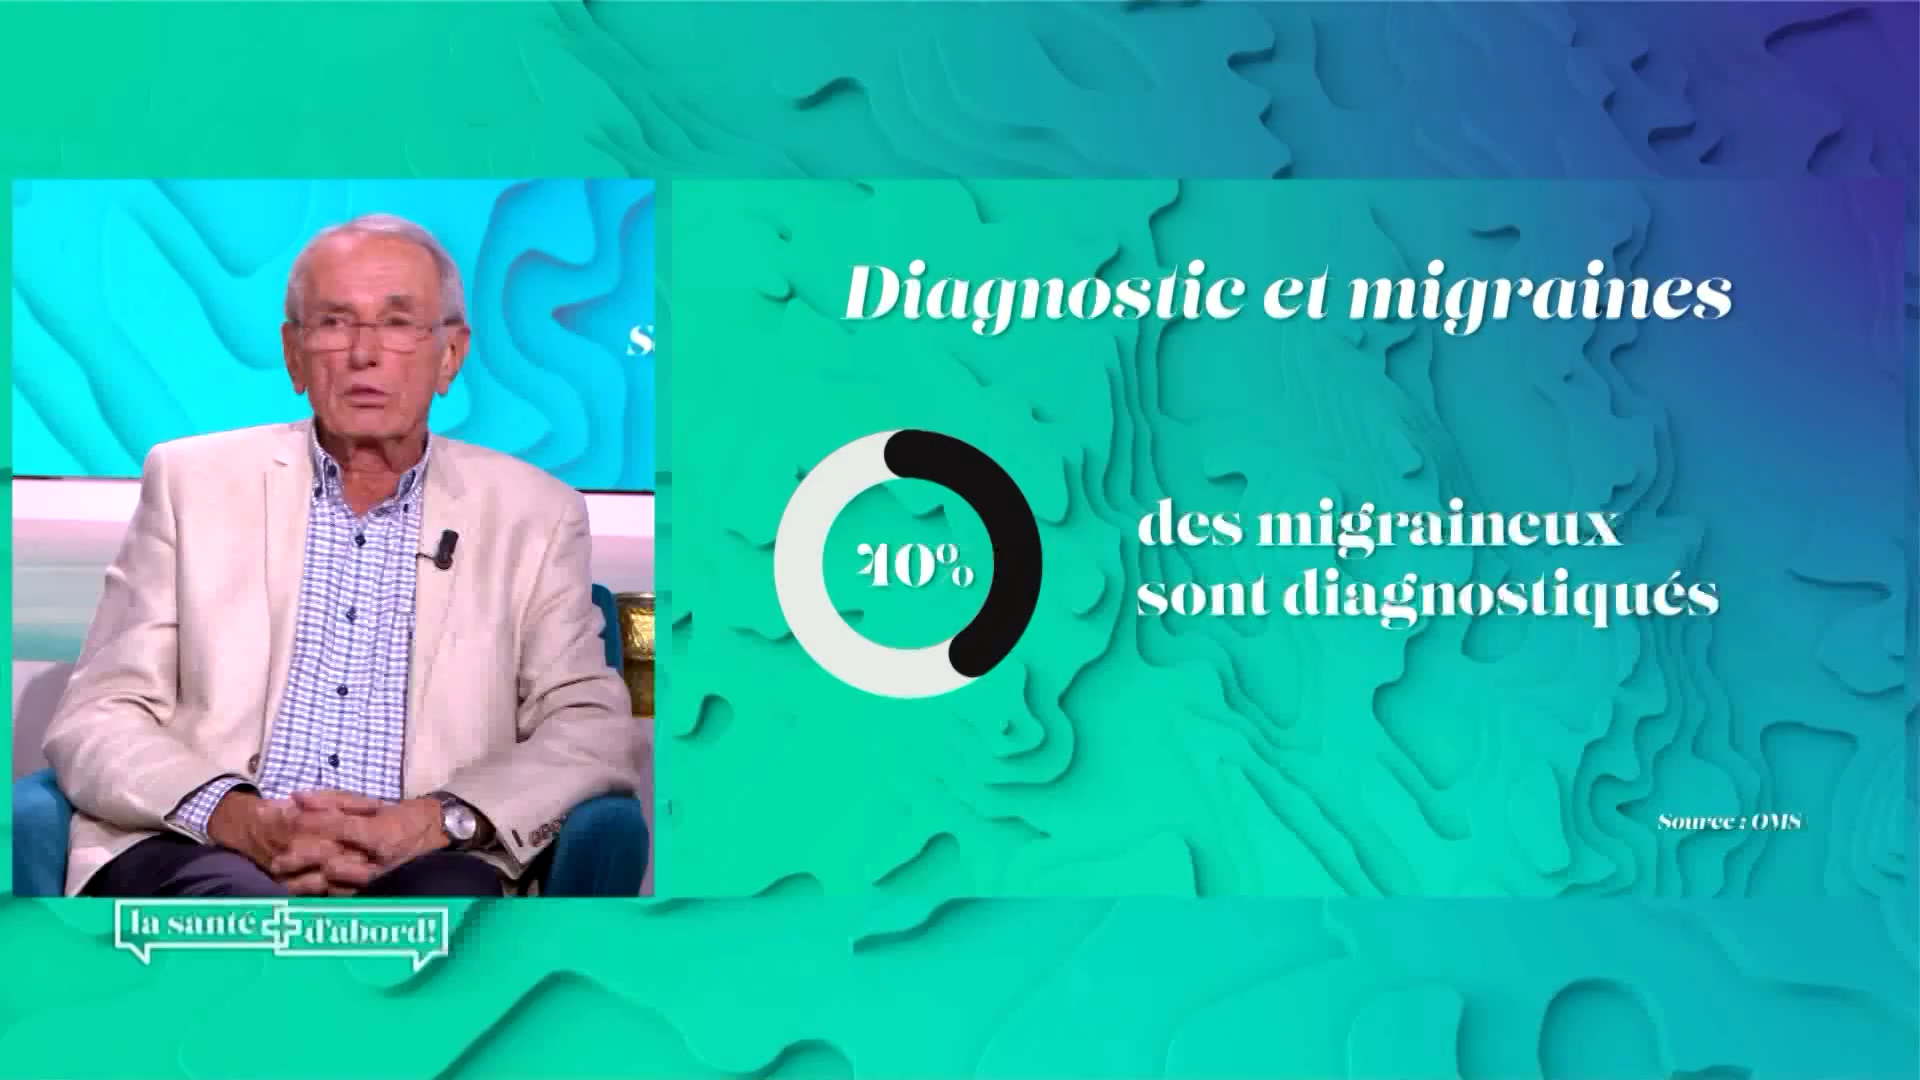 Diagnostic et migraines
40%
des migraineux
sont diagnostiqués
Source : OMS
la santé + d'abord!